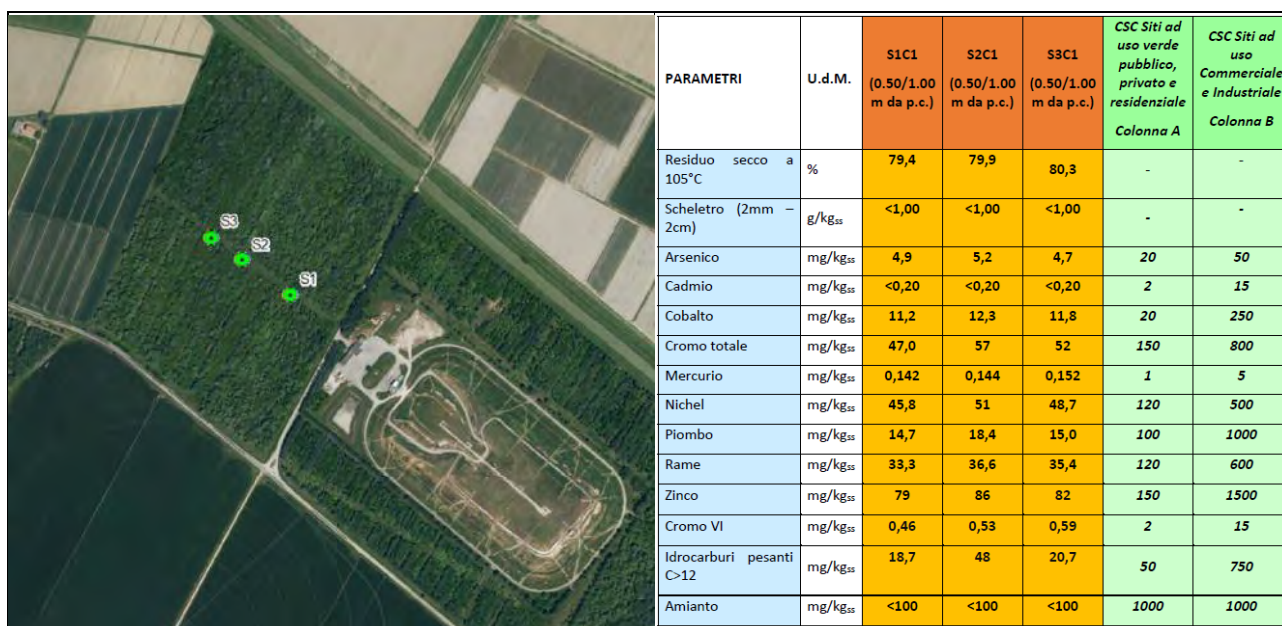 S3
S2
S1
PARAMETRI U.d.M. S1C1 (0.50/1.00 m da p.c.) S2C1 (0.50/1.00 m da p.c.) S3C1 (0.50/1.00 m da p.c.) CSC Siti ad uso verde pubblico, privato e residenziale Colonna A CSC Siti ad uso Commerciale e Industriale Colonna B
Residuo secco a 105°C % 79,4 79,9 80,3 - -
Scheletro (2mm – 2cm) g/kgss <1,00 <1,00 <1,00 - -
Arsenico mg/kgss 4,9 5,2 4,7 20 50
Cadmio mg/kgss <0,20 <0,20 <0,20 2 15
Cobalto mg/kgss 11,2 12,3 11,8 20 250
Cromo totale mg/kgss 47,0 57 52 150 800
Mercurio mg/kgss 0,142 0,144 0,152 1 5
Nichel mg/kgss 45,8 51 48,7 120 500
Piombo mg/kgss 14,7 18,4 15,0 100 1000
Rame mg/kgss 33,3 36,6 35,4 120 600
Zinco mg/kgss 79 86 82 150 1500
Cromo VI mg/kgss 0,46 0,53 0,59 2 15
Idrocarburi pesanti C>12 mg/kgss 18,7 48 20,7 50 750
Amianto mg/kgss <100 <100 <100 1000 1000